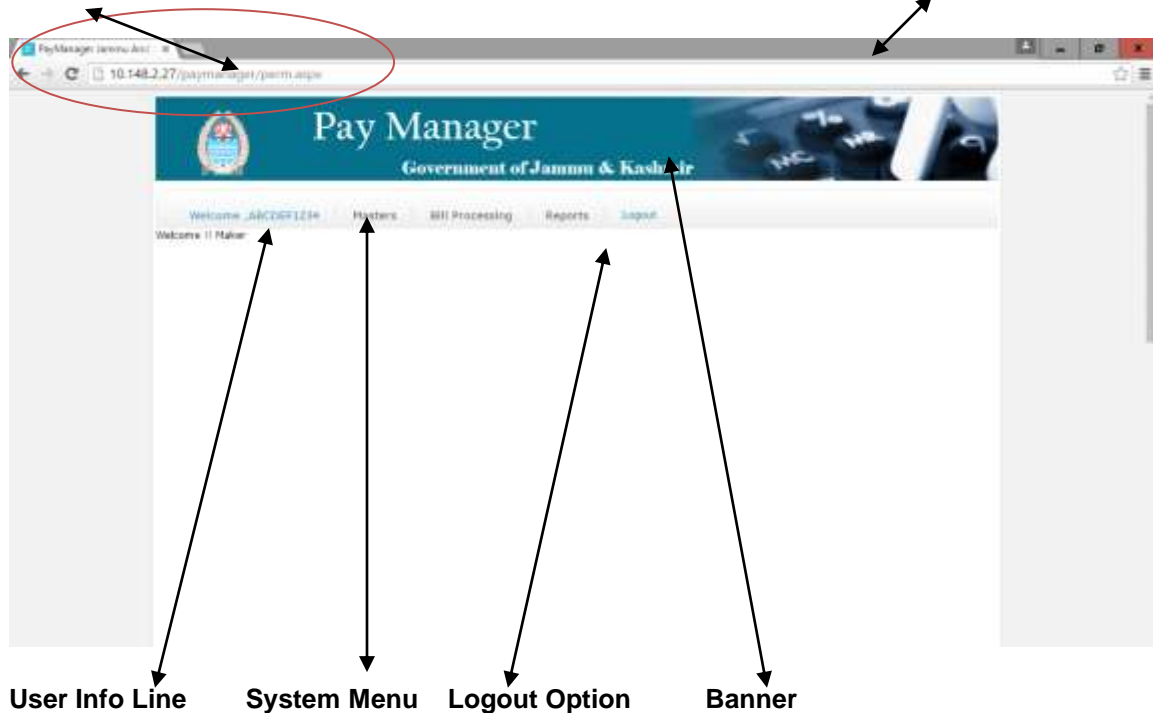 PayManager Jammu And
10.148.2.27/paymanager/perm.aspx
Pay Manager
Government of Jammu & Kashmir
Welcome ,ABCDEF1234 Masters Bill Processing Reports Logout
Welcome !! Maker
User Info Line System Menu Logout Option Banner